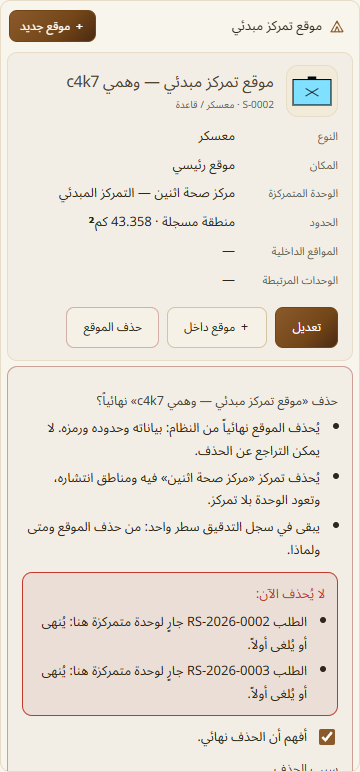 موقع تمركز مبدئي
+ موقع جديد
موقع تمركز مبدئي — وهمي c4k7
S-0002 · معسكر / قاعدة
النوع معسكر
المكان موقع رئيسي
الوحدة المتمركزة مركز صحة اثنين — التمركز المبدئي
الحدود منطقة مسجلة · 43.358 كم²
المواقع الداخلية —
الوحدات المرتبطة —
تعديل
+ موقع داخل
حذف الموقع
حذف «موقع تمركز مبدئي — وهمي c4k7» نهائياً؟
• يُحذف الموقع نهائياً من النظام: بياناته وحدوده ورمزه. لا
يمكن التراجع عن الحذف.
• يُحذف تمركز «مركز صحة اثنين» فيه ومناطق انتشاره،
وتعود الوحدة بلا تمركز.
• يبقى في سجل التدقيق سطر واحد: من حذف الموقع ومتى
ولماذا.
لا يُحذف الآن:
• الطلب RS-2026-0002 جارٍ لوحدة متمركزة هنا: يُنهى
أو يُلغى أولاً.
• الطلب RS-2026-0003 جارٍ لوحدة متمركزة هنا: يُنهى
أو يُلغى أولاً.
أفهم أن الحذف نهائي.
سبب الحذف